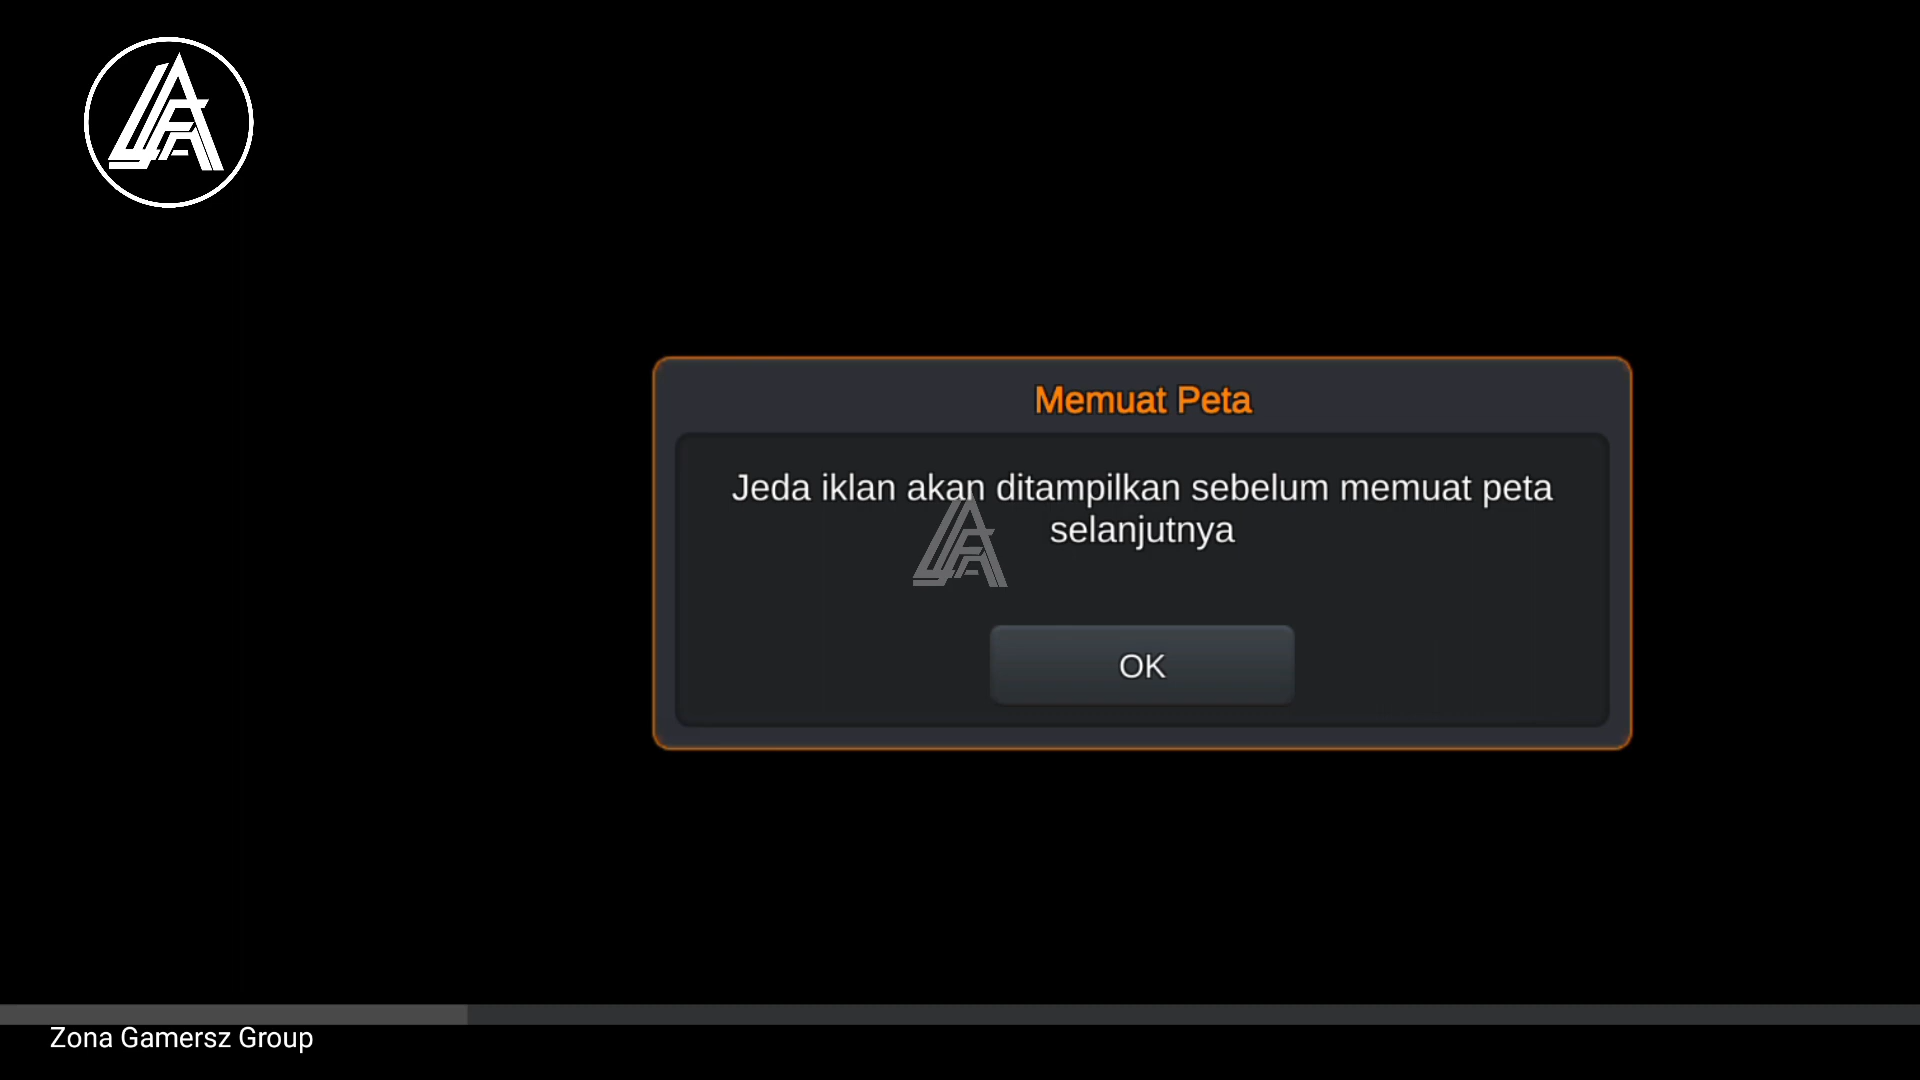 Memuat Peta
Jeda iklan akan ditampilkan sebelum memuat peta
selanjutnya
OK
Zona Gamersz Group